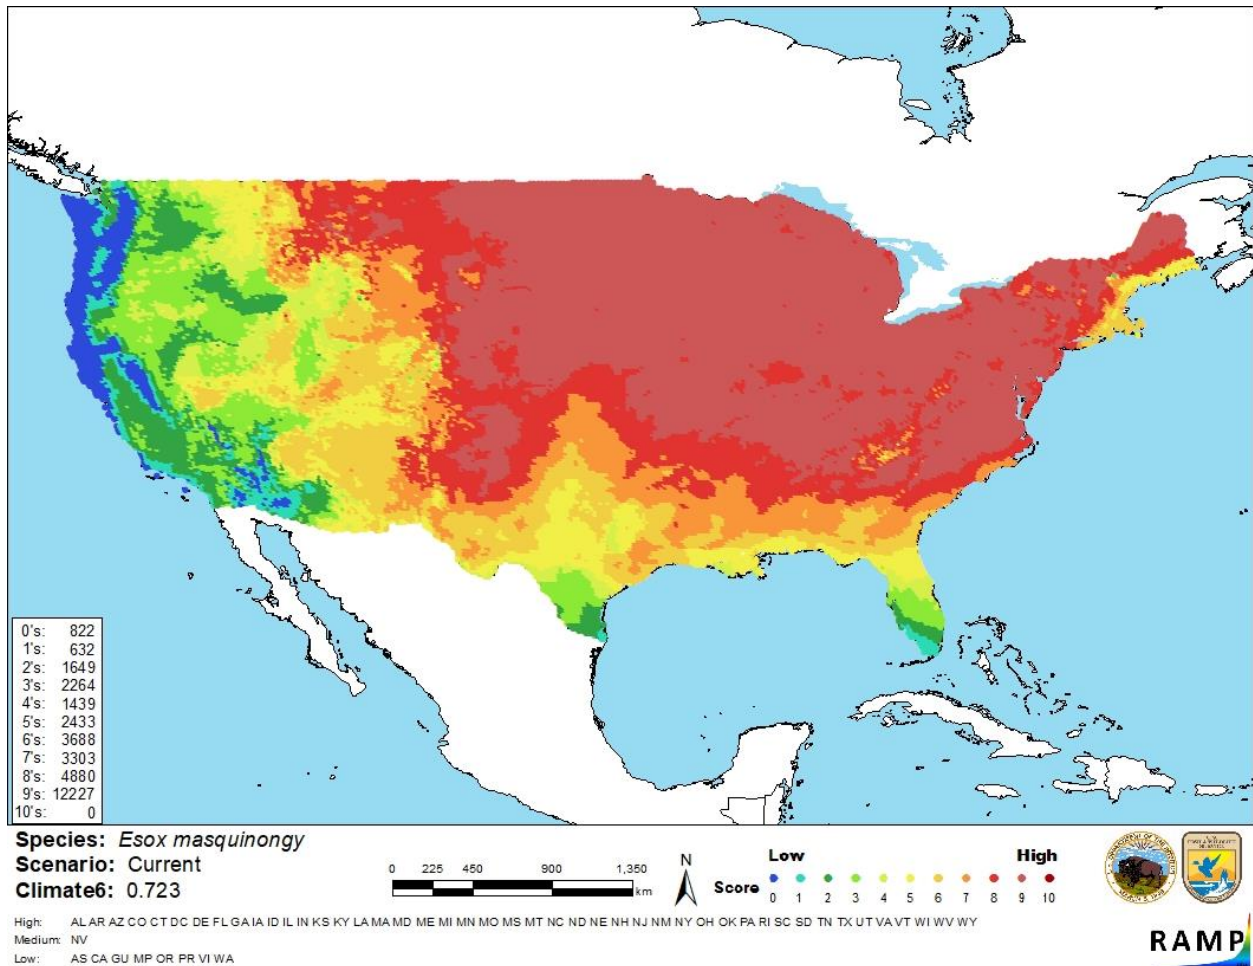 0's: 822
1's: 632
2's: 1649
3's: 2264
4's: 1439
5's: 2433
6's: 3688
7's: 3303
8's: 4880
9's: 12227
10's: 0
Species: Esox masquinongy
Scenario: Current
Climate6: 0.723
0 225 450 900 1,350
km
N
Low High
Score
0 1 2 3 4 5 6 7 8 9 10
High: AL AR AZ CO CT DC DE FL GA IA ID IL IN KS KY LA MA MD ME MI MN MO MS MT NC ND NE NH NJ NM NY OH OK PA RI SC SD TN TX UT VA VT WI WV WY
Medium: NV
Low: AS CA GU MP OR PR VI WA
RAMP